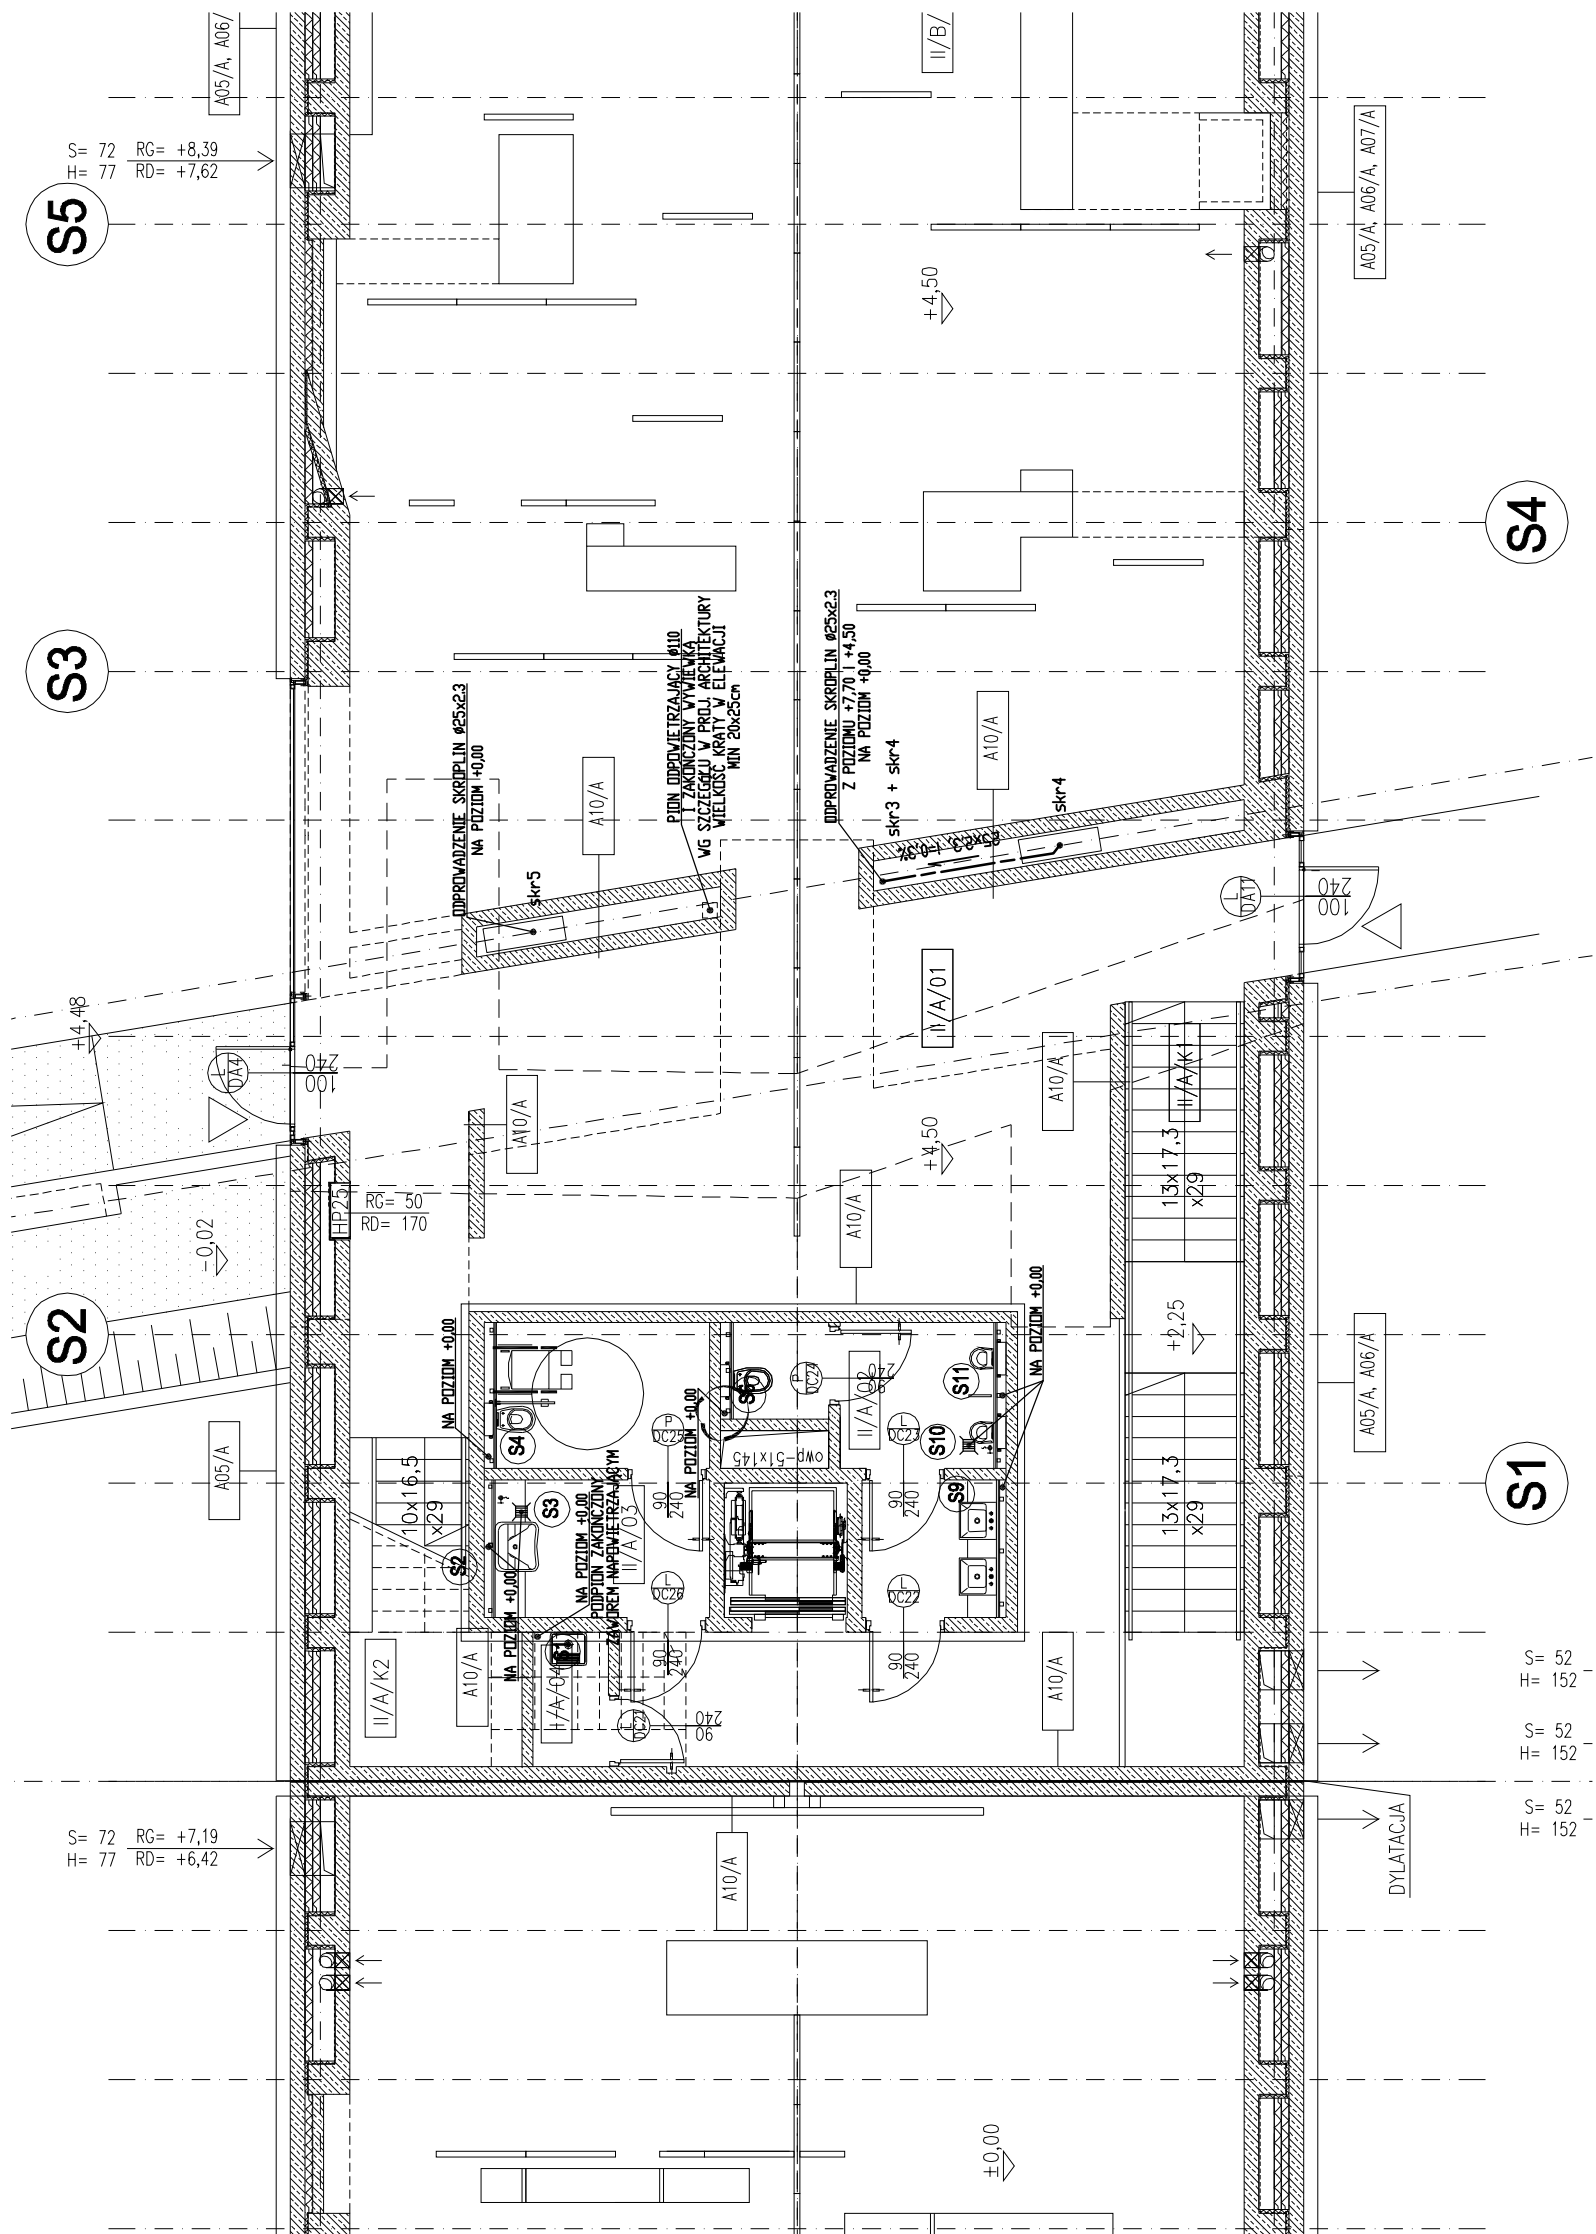 A05/A, A06/
II/B/
S= 72 RG= +8,39
H= 77 RD= +7,62
S5
A05/A, A06/A, A07/A
+4,50
S4
S3
ODPROWADZENIE SKROPLIN ø25x2.3
NA POZIOM +0,00
skr5
A10/A
PION ODPOWIETRZAJĄCY ø110
I ZAKOŃCZONY WYWIEWKĄ
WG SZCZEGÓŁU W PROJ. ARCHITEKTURY
WIELKOŚĆ KRATY W ELEWACJI
MIN 20x25cm
ODPROWADZENIE SKROPLIN ø25x2.3
Z POZIOMU +7,70 I +4,50
NA POZIOM +0,00
skr3 + skr4
25x2.3, i=0.3%
skr4
A10/A
L
DA11
100
240
+4,48
L
DA4
100
240
II/A/01
A10/A
A10/A
II/A/K1
13x17,3
x29
+4,50
HP25
RG= 50
RD= 170
-0,02
A10/A
S2
+2,25
NA POZIOM +0,00
NA POZIOM +0,00
A05/A, A06/A
S4
P
DC25
NA POZIOM +0,00
S6
P
DC24
90
240
II/A/02
S11
S10
L
DC23
owp-51x145
A05/A
10x16,5
x29
S3
II/A/03
90
240
90
240
S9
13x17,3
x29
S1
S2
NA POZIOM +0,00
NA POZIOM +0,00
PODPION ZAKOŃCZONY
ZAWOREM NAPOWIETRZAJĄCYM
L
DC26
L
DC22
II/A/K2
A10/A
S1
II/A/04
90
240
90
240
L
DC21
90
240
A10/A
S= 52
H= 152
S= 52
H= 152
S= 52
H= 152
S= 72 RG= +7,19
H= 77 RD= +6,42
A10/A
DYLATACJA
±0,00